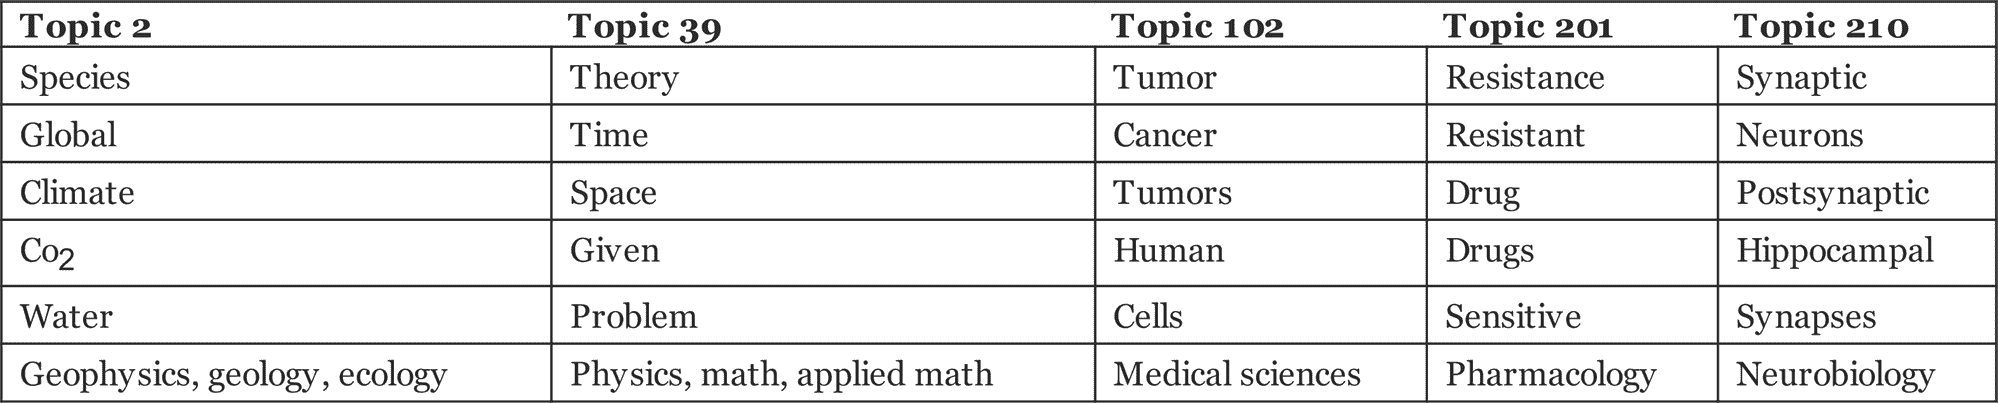 Topic 2 Topic 39 Topic 102 Topic 201 Topic 210
Species Theory Tumor Resistance Synaptic
Global Time Cancer Resistant Neurons
Climate Space Tumors Drug Postsynaptic
Co2 Given Human Drugs Hippocampal
Water Problem Cells Sensitive Synapses
Geophysics, geology, ecology Physics, math, applied math Medical sciences Pharmacology Neurobiology